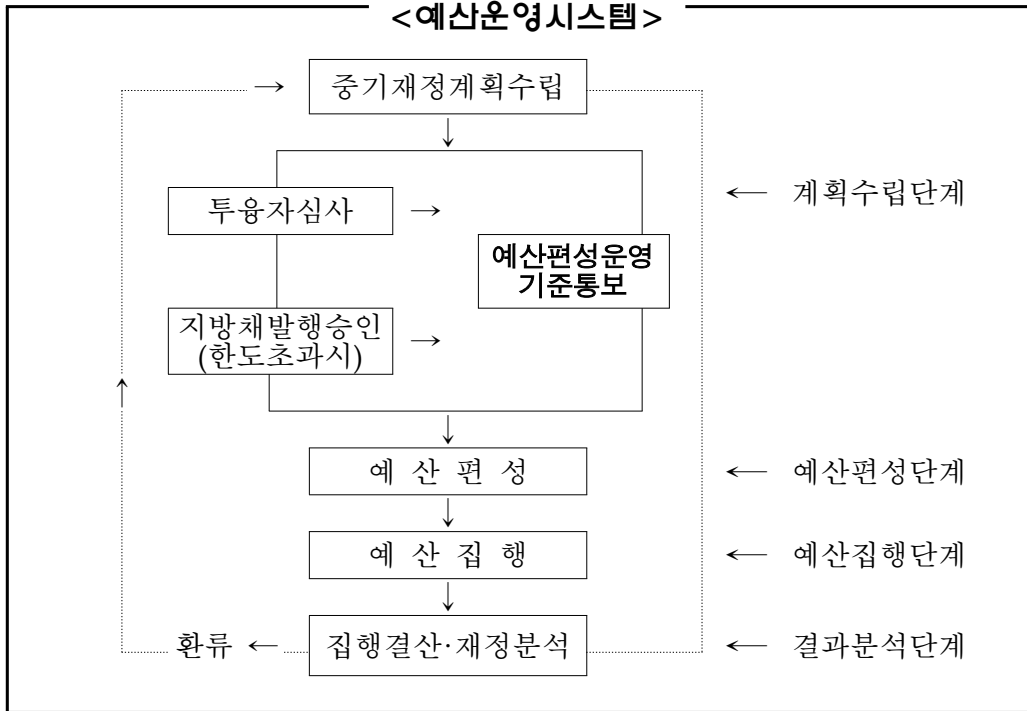 <예산운영시스템>
→ 중기재정계획수립
↓
← 계획수립단계
투융자심사 →
예산편성운영
기준통보
지방채발행승인
(한도초과시) →
↑
↓
예 산 편 성 ← 예산편성단계
↓
예 산 집 행 ← 예산집행단계
↓
환류 ← 집행결산·재정분석 ← 결과분석단계